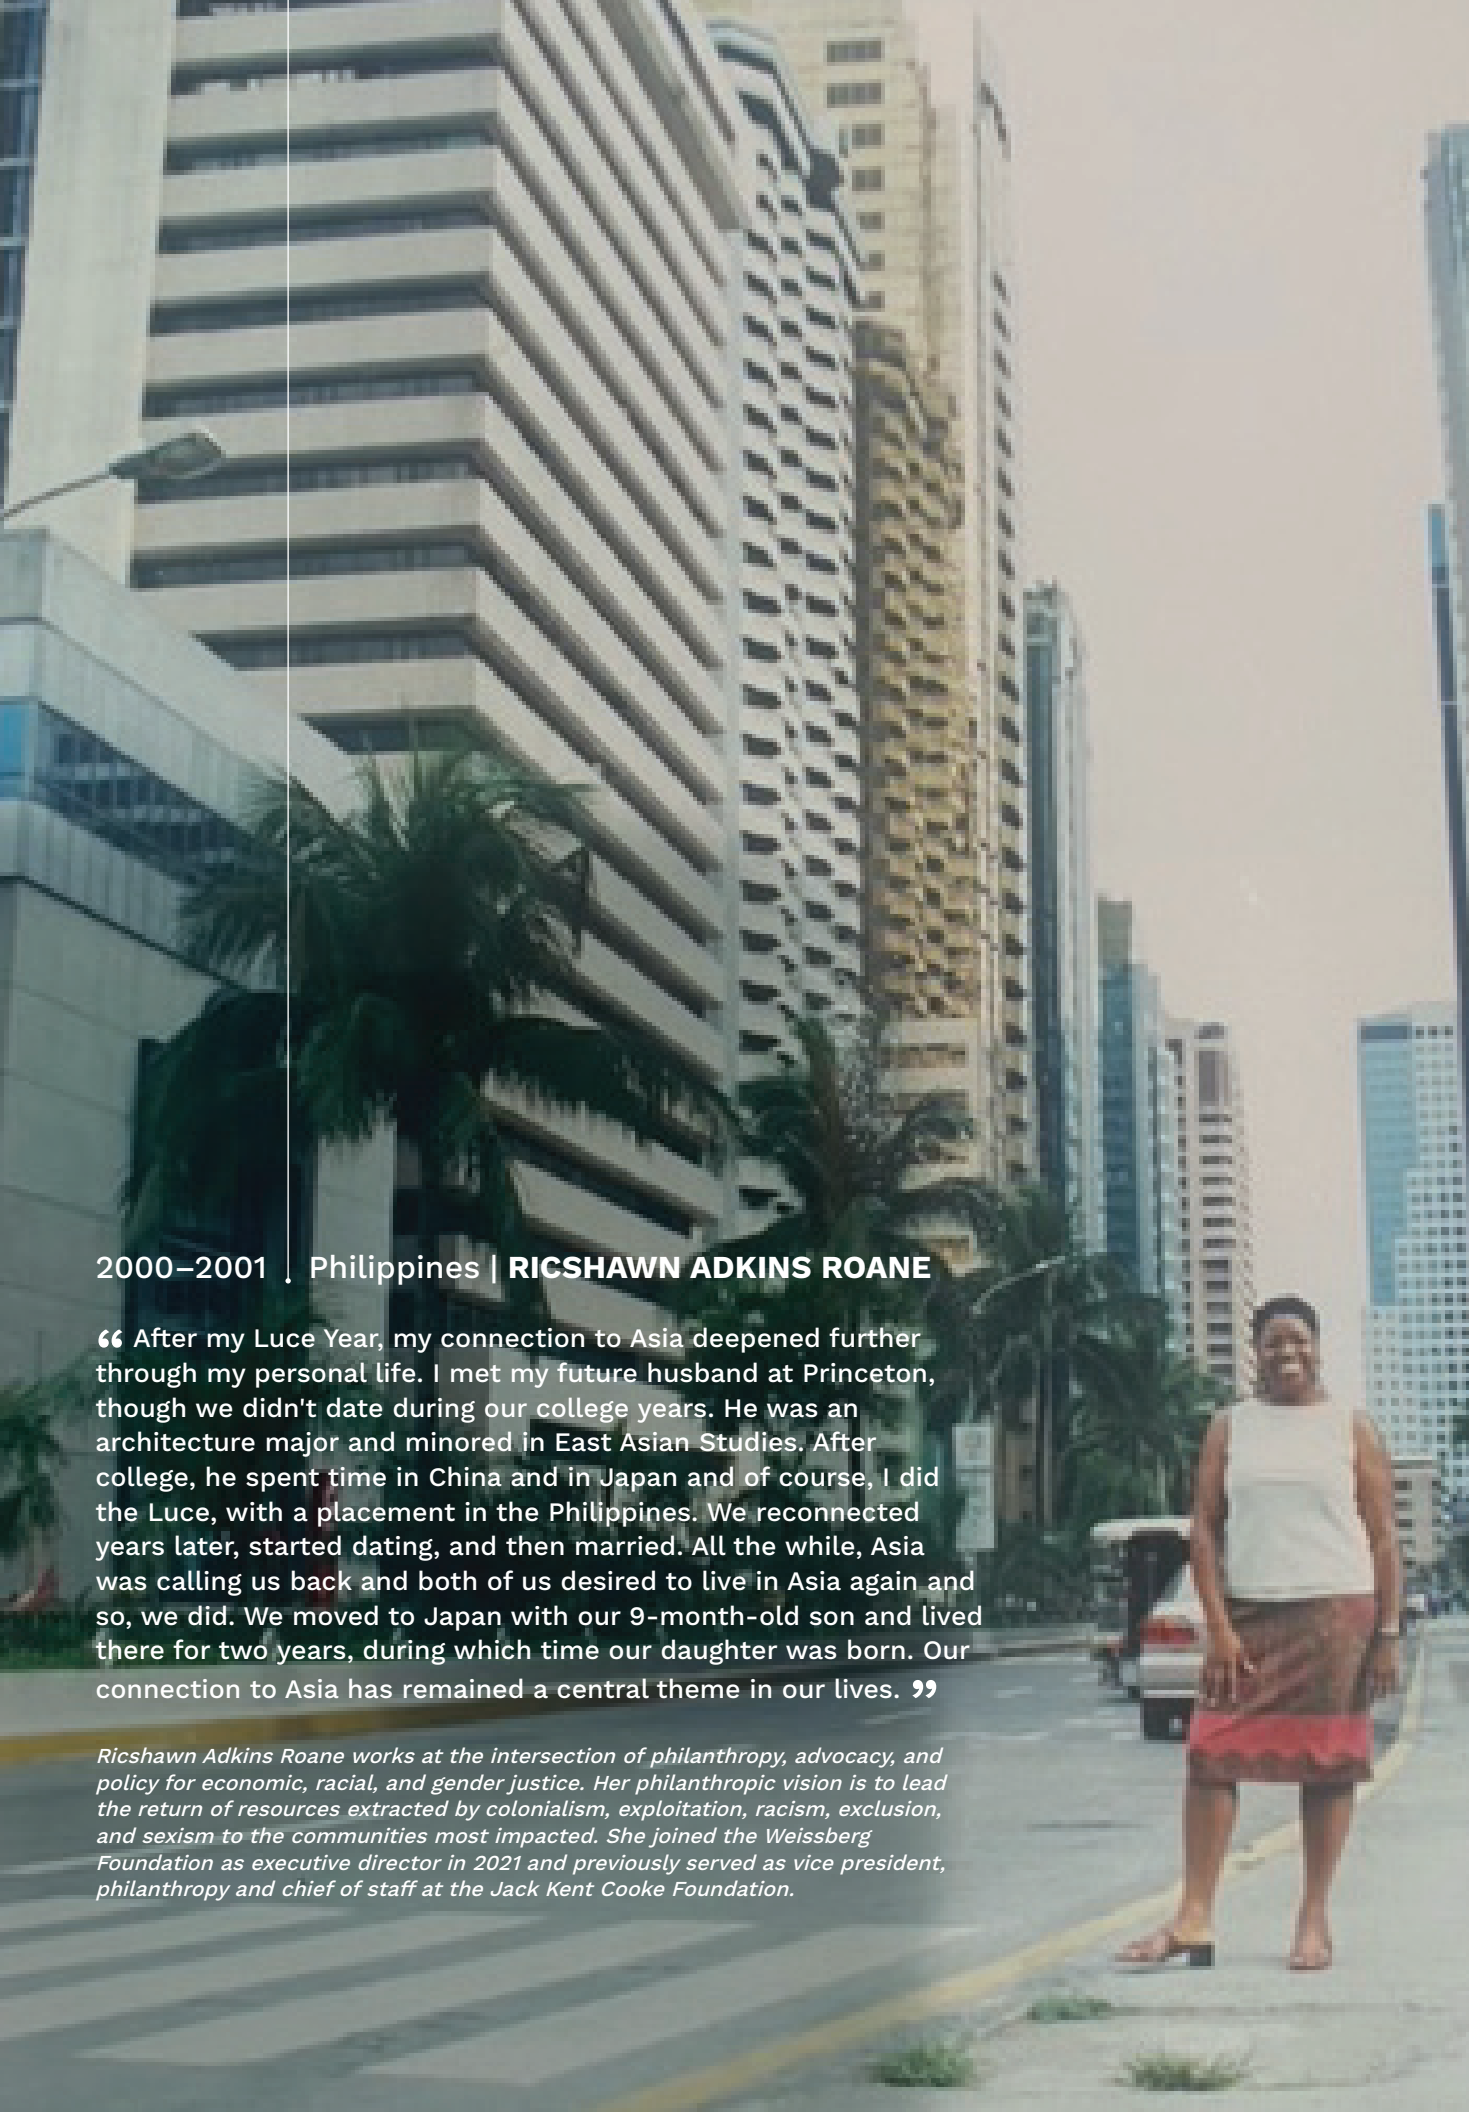 2000–2001 Philippines | RICSHAWN ADKINS ROANE
“ After my Luce Year, my connection to Asia deepened further
through my personal life. I met my future husband at Princeton,
though we didn't date during our college years. He was an
architecture major and minored in East Asian Studies. After
college, he spent time in China and in Japan and of course, I did
the Luce, with a placement in the Philippines. We reconnected
years later, started dating, and then married. All the while, Asia
was calling us back and both of us desired to live in Asia again and
so, we did. We moved to Japan with our 9-month-old son and lived
there for two years, during which time our daughter was born. Our
connection to Asia has remained a central theme in our lives. ”
Ricshawn Adkins Roane works at the intersection of philanthropy, advocacy, and
policy for economic, racial, and gender justice. Her philanthropic vision is to lead
the return of resources extracted by colonialism, exploitation, racism, exclusion,
and sexism to the communities most impacted. She joined the Weissberg
Foundation as executive director in 2021 and previously served as vice president,
philanthropy and chief of staff at the Jack Kent Cooke Foundation.